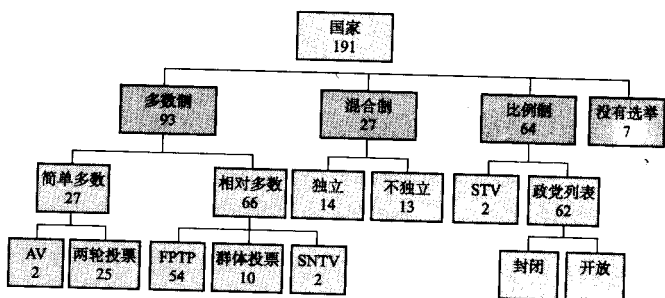 国家
191
多数制
93
混合制
27
比例制
64
没有选举
7
简单多数
27
相对多数
66
独立
14
不独立
13
STV
2
政党列表
62
AV
2
两轮投票
25
FPTP
54
群体投票
10
SNTV
2
封闭
开放